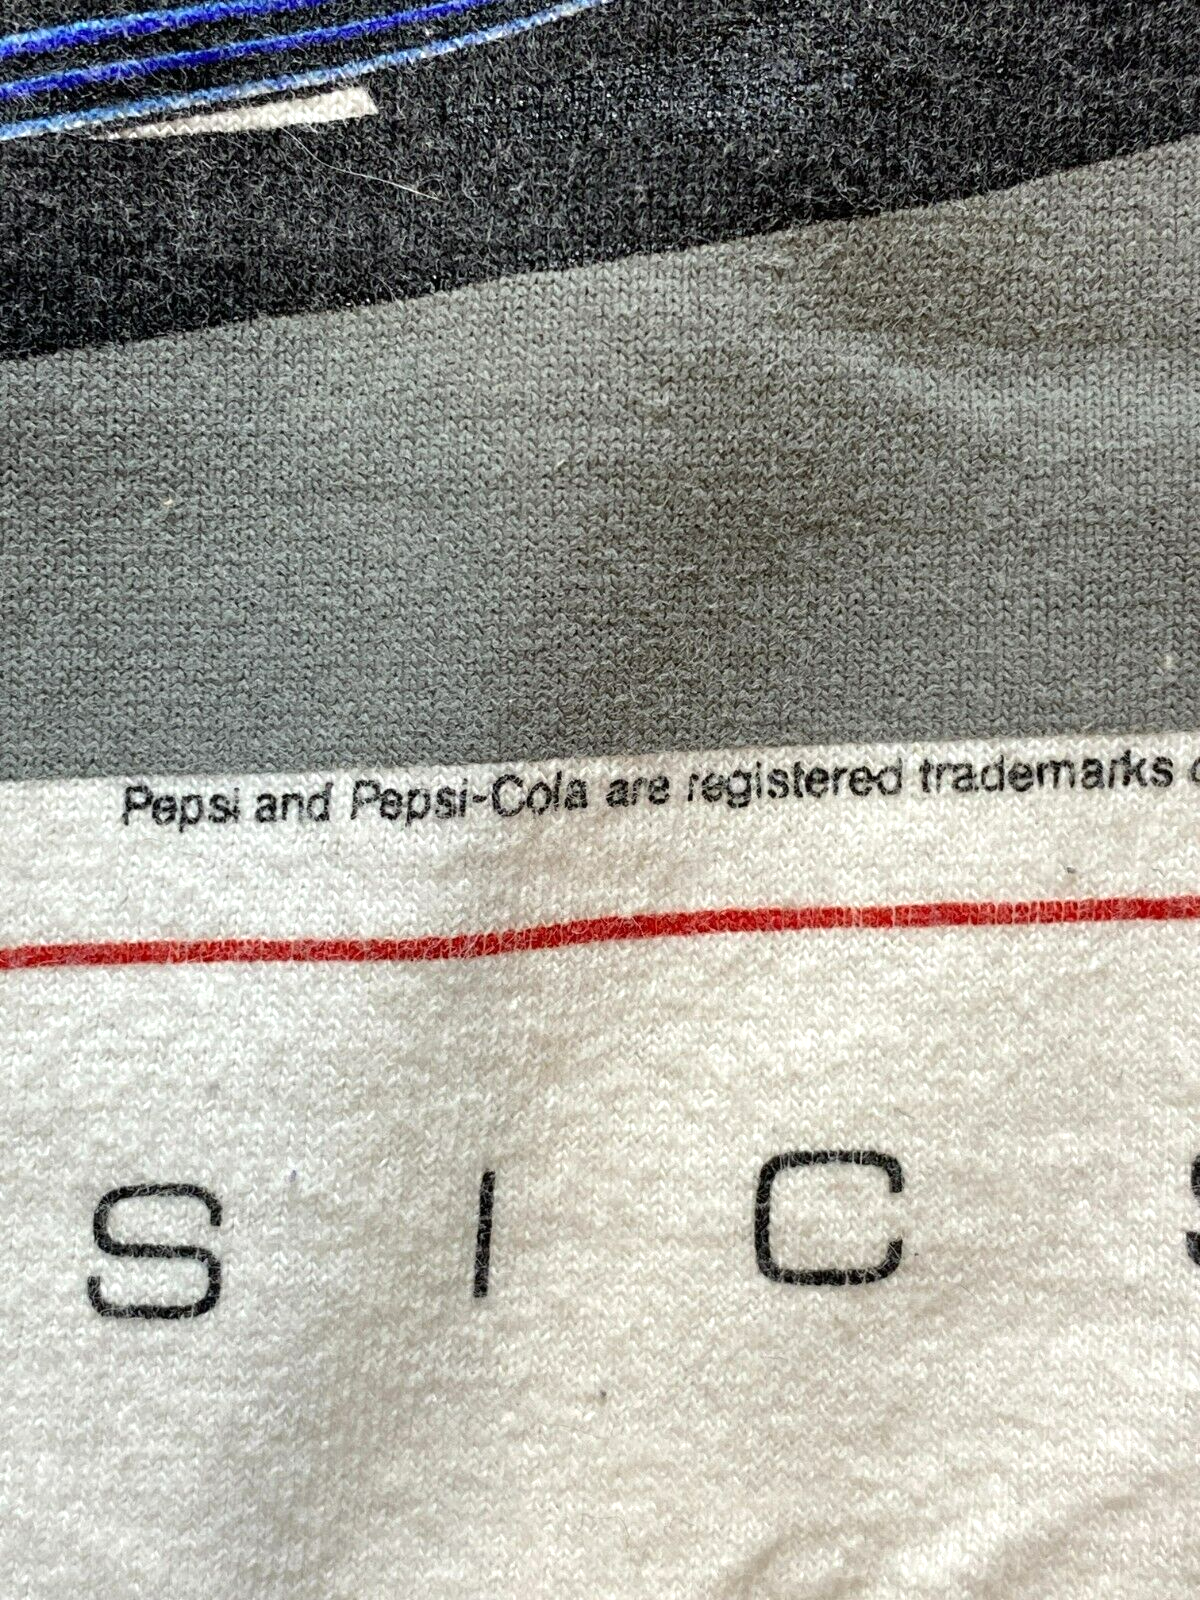 Pepsi and Pepsi-Cola are registered trademarks
S I C S